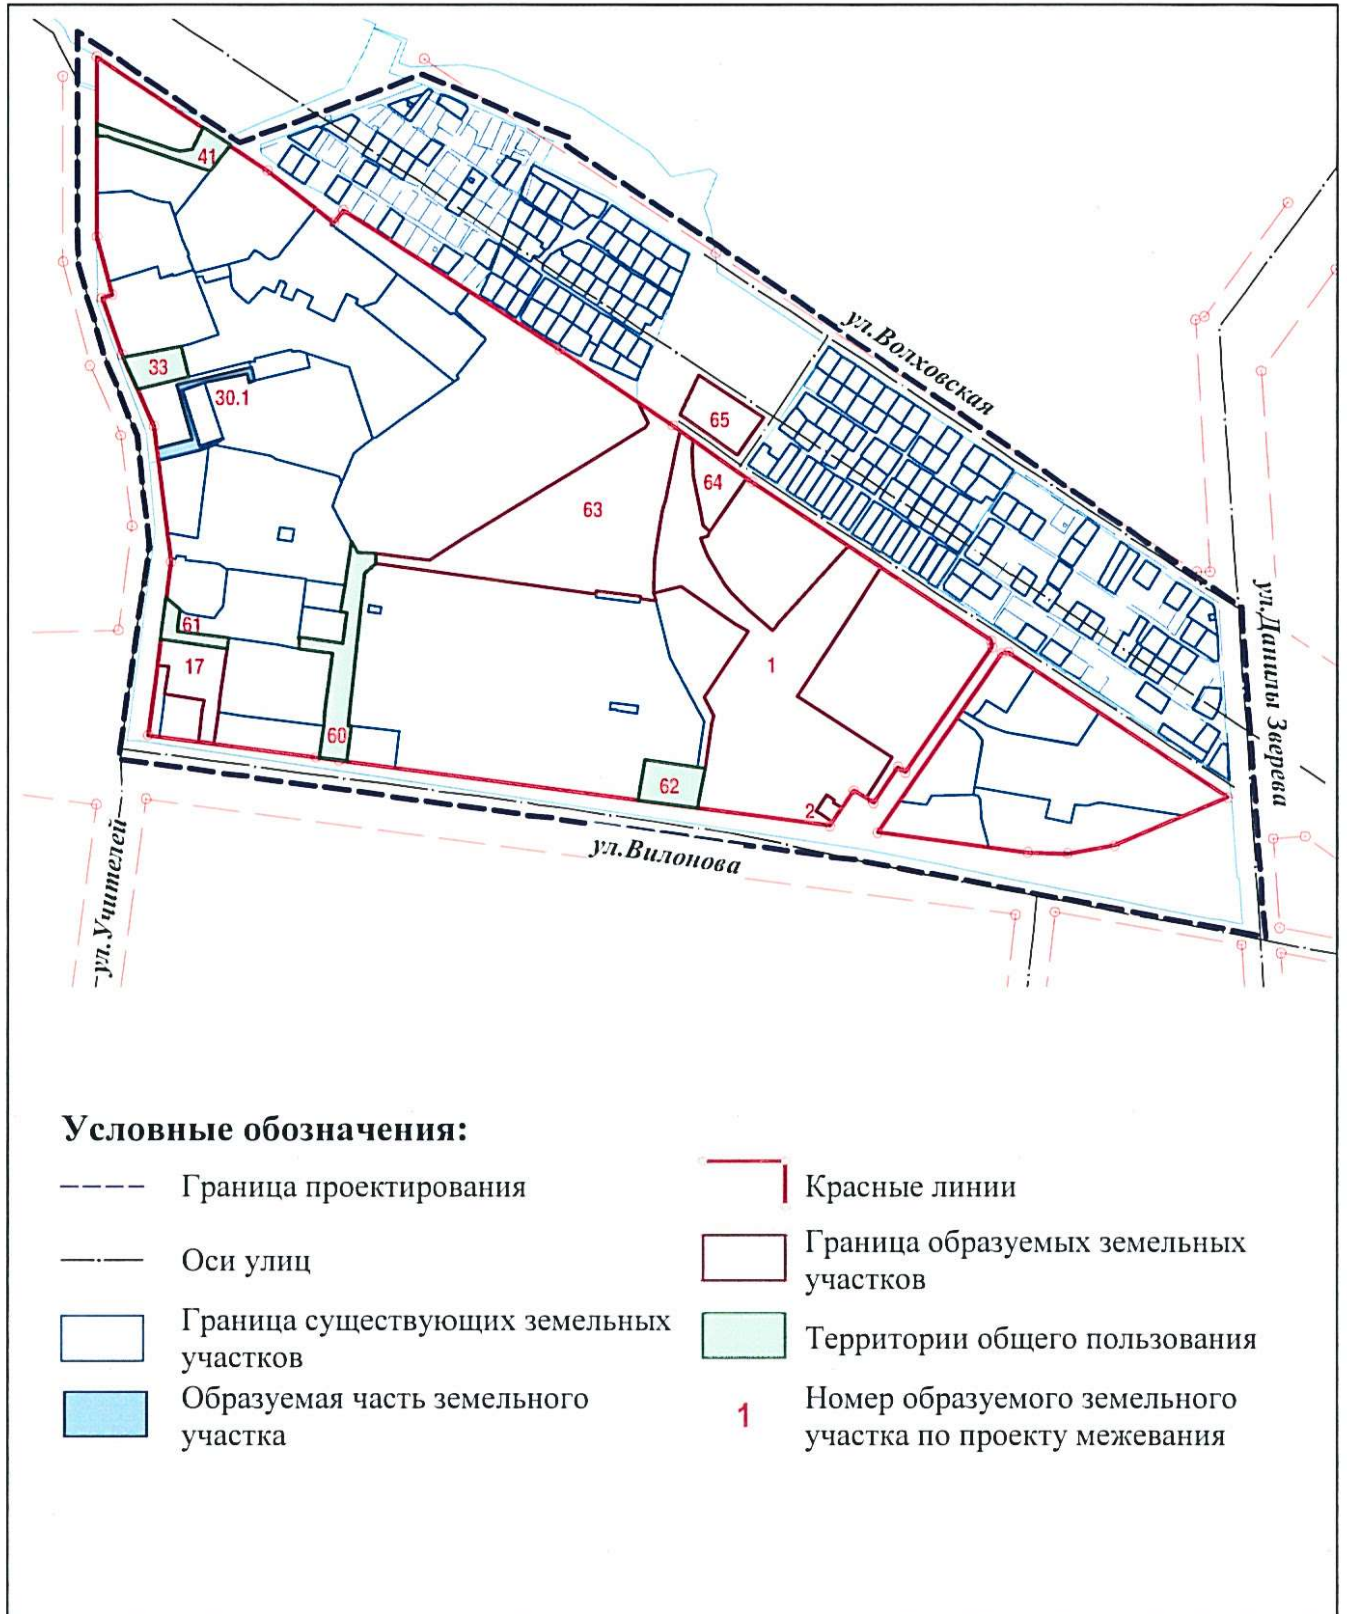 41
33
30.1
65
64
63
61
17
60
62
1
2
ул.Волховская
ул.Данилы Зверева
ул.Вилонова
ул.Учителей
Условные обозначения:
Граница проектирования
Оси улиц
Граница существующих земельных
участков
Образуемая часть земельного
участка
Красные линии
Граница образуемых земельных
участков
Территории общего пользования
1
Номер образуемого земельного
участка по проекту межевания